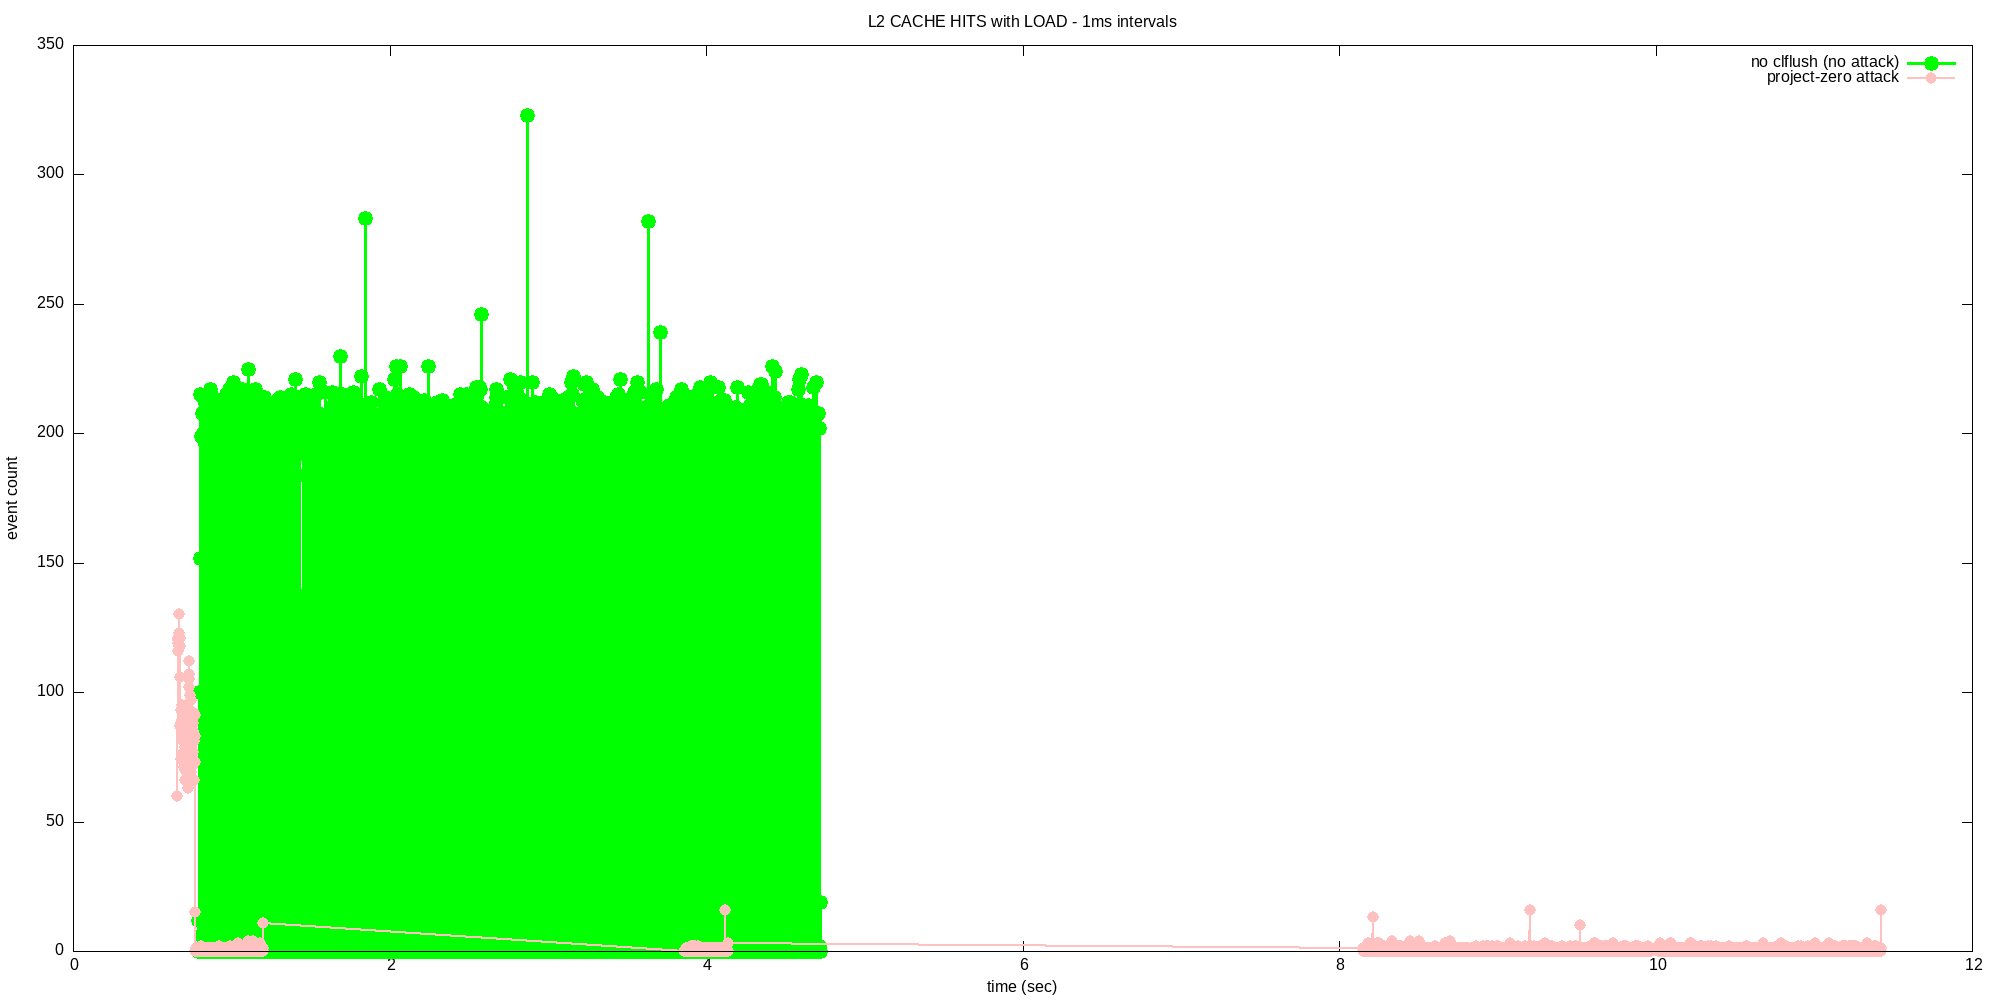 L2 CACHE HITS with LOAD - 1ms intervals
350
300
250
200
150
100
50
0
event count
no clflush (no attack)
project-zero attack
0 2 4 6 8 10 12
time (sec)